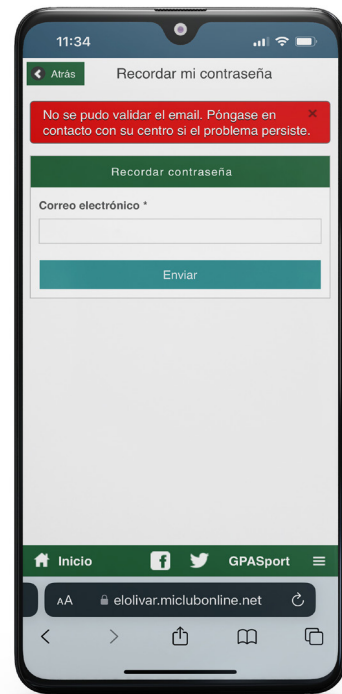 11:34
Atrás
Recordar mi contraseña
No se pudo validar el email. Póngase en
contacto con su centro si el problema persiste.
×
Recordar contraseña
Correo electrónico *
Enviar
Inicio
GPASport
AA
elolivar.miclubonline.net